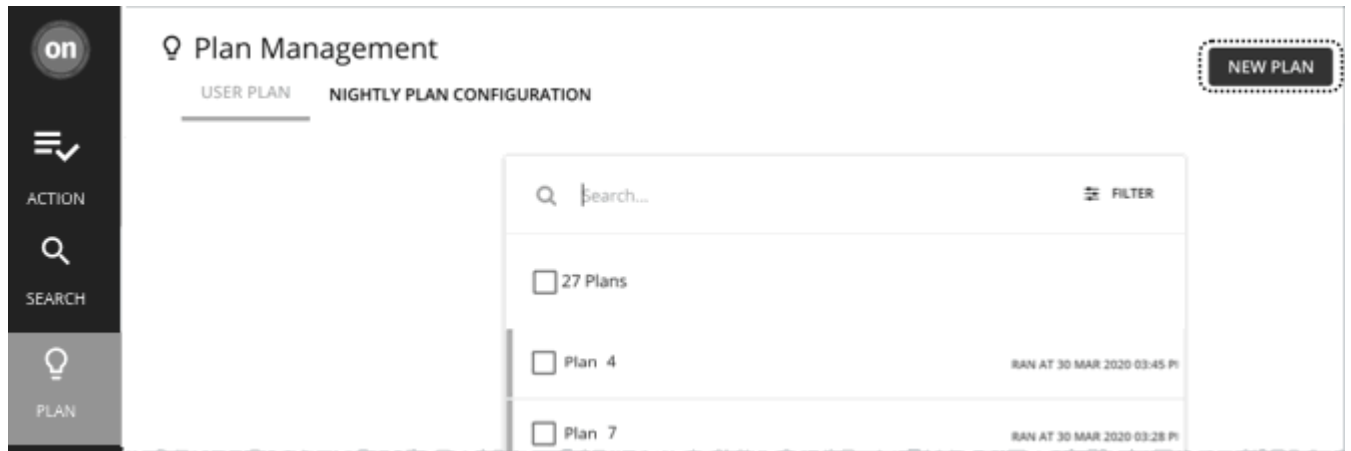 on
Plan Management
NEW PLAN
USER PLAN NIGHTLY PLAN CONFIGURATION
ACTION
Search...
FILTER
SEARCH
27 Plans
Plan 4 RAN AT 30 MAR 2020 03:45 P
PLAN
Plan 7 RAN AT 30 MAR 2020 03:28 P